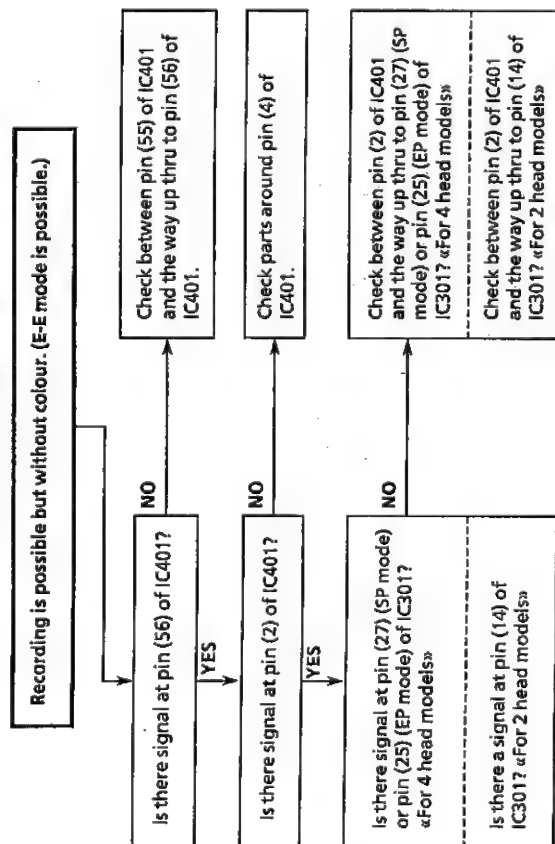 Recording is possible but without colour. (E-E mode is possible.)
Is there signal at pin (56) of IC401?
NO
Check between pin (55) of IC401
and the way up thru to pin (56) of
IC401.
YES
Is there signal at pin (2) of IC401?
NO
Check parts around pin (4) of
IC401.
YES
Is there signal at pin (27) (SP mode)
or pin (25) (EP mode) of IC301?
«For 4 head models»
Is there a signal at pin (14) of
IC301? «For 2 head models»
NO
Check between pin (2) of IC401
and the way up thru to pin (27) (SP
mode) or pin (25) (EP mode) of
IC301? «For 4 head models»
Check between pin (2) of IC401
and the way up thru to pin (14) of
IC301? «For 2 head models»